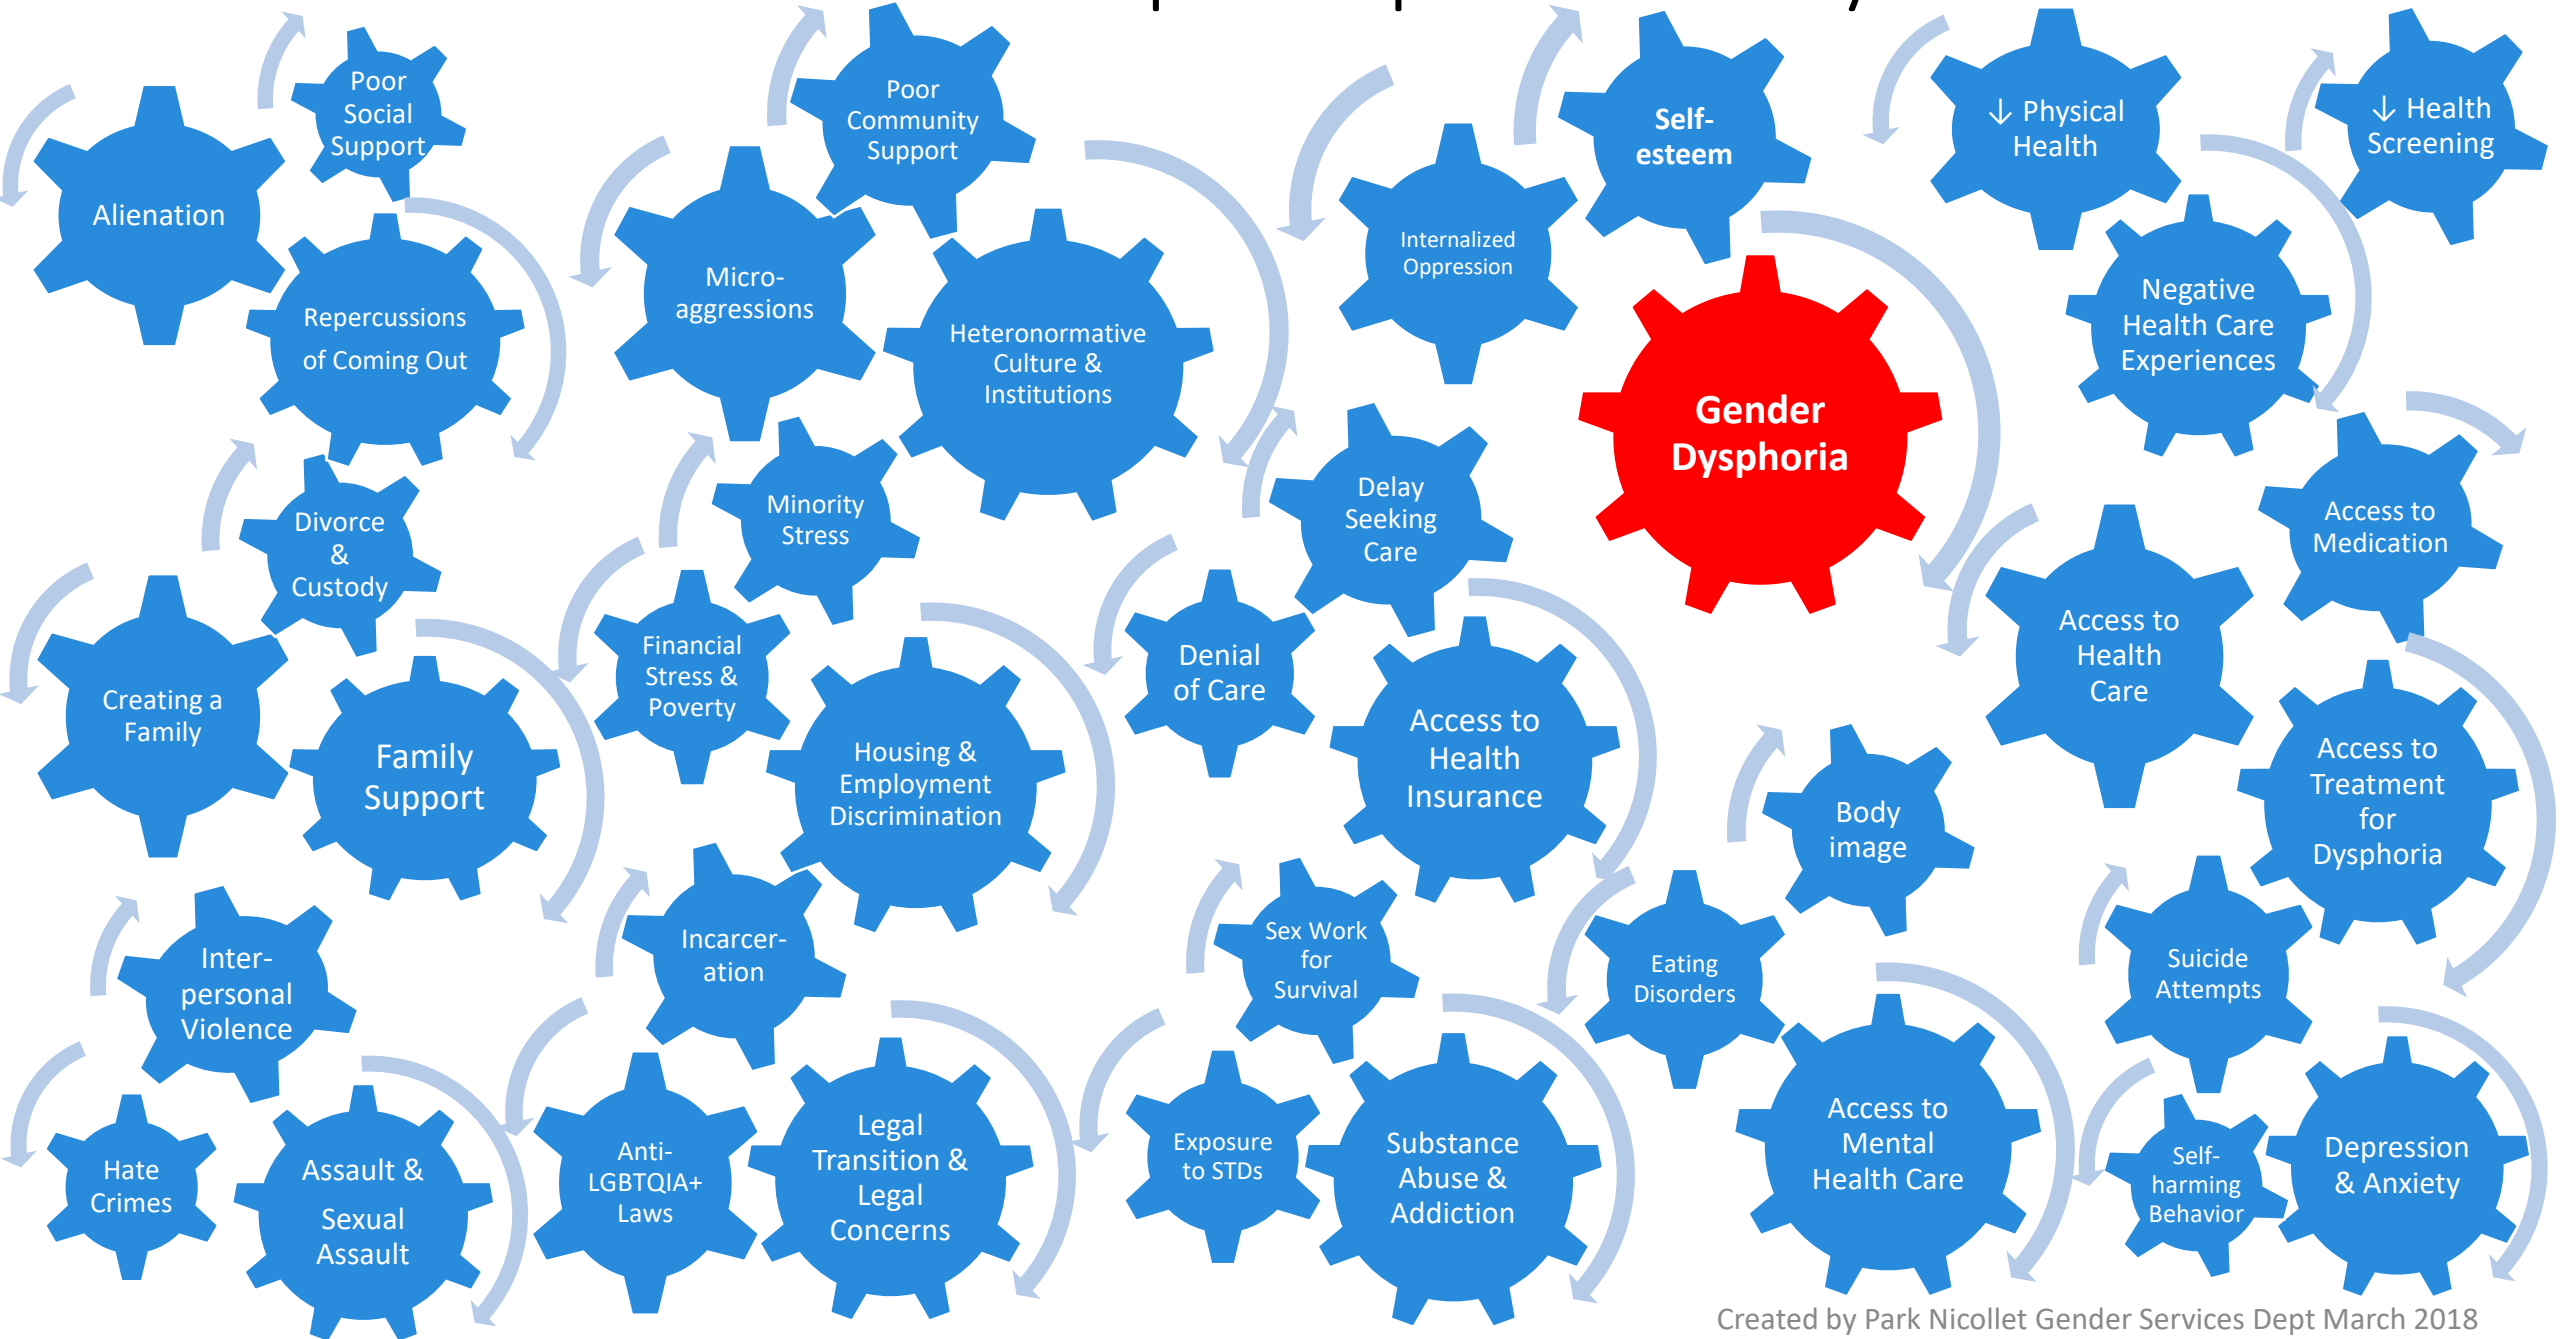 Poor
Social
Support
Alienation
Repercussions
of Coming Out
Poor
Community
Support
Micro-
aggressions
Heteronormative
Culture &
Institutions
Self-
esteem
Internalized
Oppression
Gender
Dysphoria
↓ Physical
Health
↓ Health
Screening
Negative
Health Care
Experiences
Divorce
&
Custody
Creating a
Family
Family
Support
Minority
Stress
Financial
Stress &
Poverty
Housing &
Employment
Discrimination
Delay
Seeking
Care
Denial
of Care
Access to
Health
Insurance
Access to
Medication
Access to
Health
Care
Access to
Treatment
for
Dysphoria
Inter-
personal
Violence
Hate
Crimes
Assault &
Sexual
Assault
Incarcer-
ation
Anti-
LGBTQIA+
Laws
Legal
Transition &
Legal
Concerns
Sex Work
for
Survival
Exposure
to STDs
Substance
Abuse &
Addiction
Body
image
Eating
Disorders
Access to
Mental
Health Care
Suicide
Attempts
Self-
harming
Behavior
Depression
& Anxiety
Created by Park Nicollet Gender Services Dept March 2018